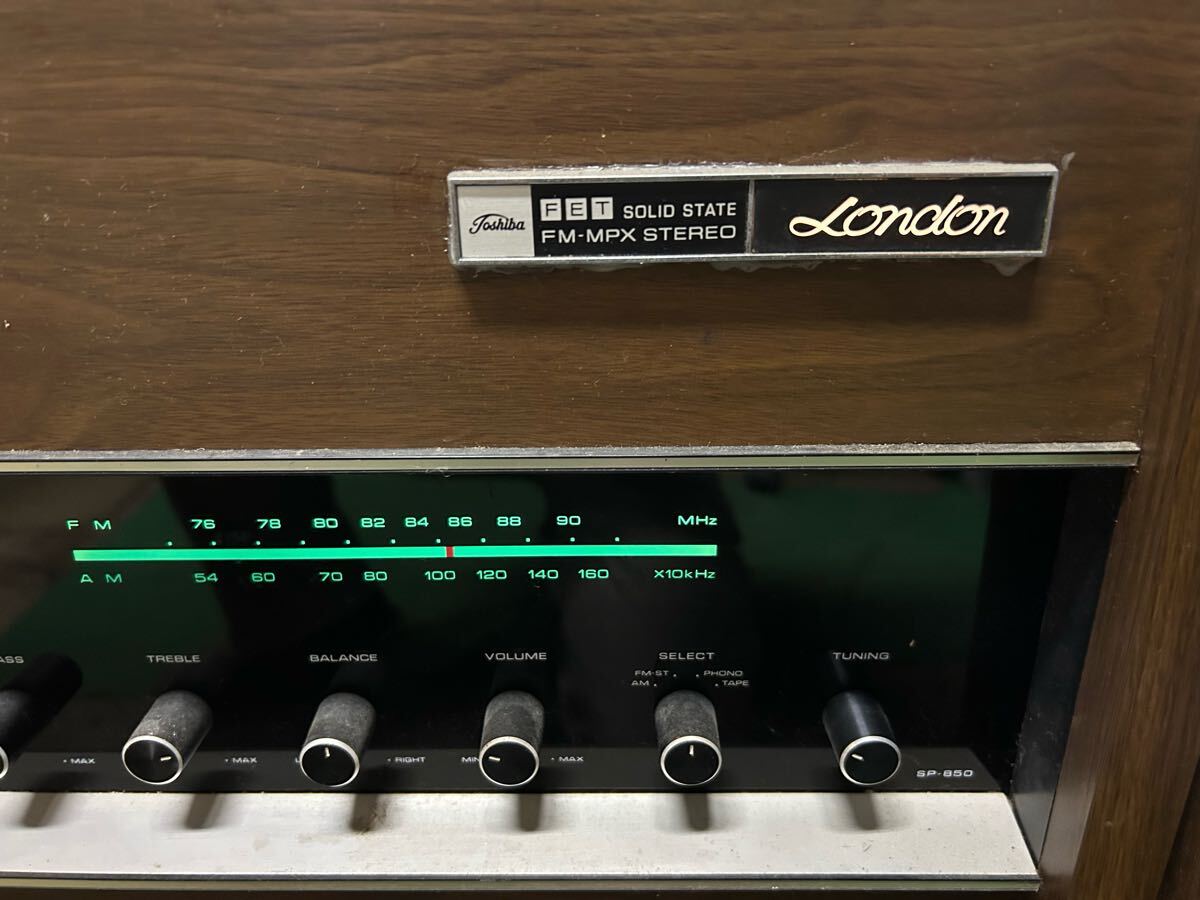 Toshiba
FET SOLID STATE
FM-MPX STEREO
London
FM 76 78 80 82 84 86 88 90 MHz
AM 54 60 70 80 100 120 140 160 X10kHz
TREBLE BALANCE VOLUME SELECT TUNING
FM-ST PHONO
AM TAPE
MAX MAX RIGHT MAX
SP-850